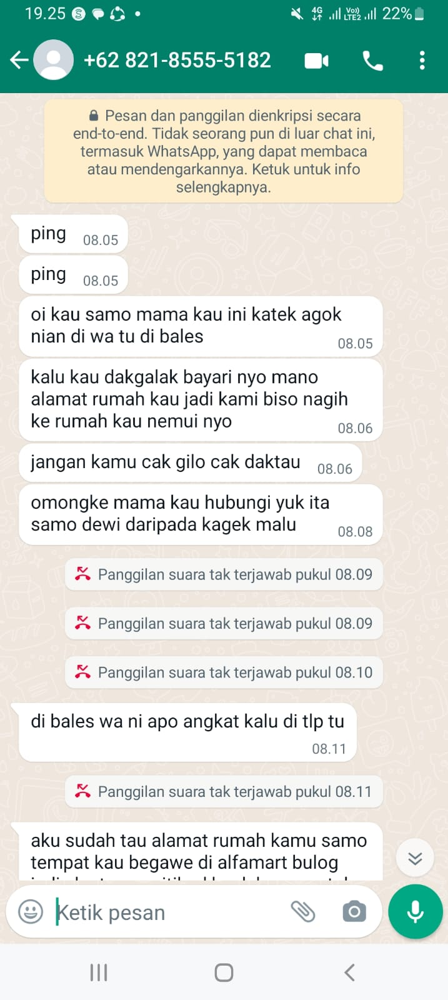 19.25
4G
Vo))
LTE2
22%
+62 821-8555-5182
Pesan dan panggilan dienkripsi secara
end-to-end. Tidak seorang pun di luar chat ini,
termasuk WhatsApp, yang dapat membaca
atau mendengarkannya. Ketuk untuk info
selengkapnya.
ping 08.05
ping 08.05
oi kau samo mama kau ini katek agok
nian di wa tu di bales
08.05
kalu kau dakgalak bayari nyo mano
alamat rumah kau jadi kami biso nagih
ke rumah kau nemui nyo
08.06
jangan kamu cak gilo cak daktau 08.06
omongke mama kau hubungi yuk ita
samo dewi daripada kagek malu
08.08
Panggilan suara tak terjawab pukul 08.09
Panggilan suara tak terjawab pukul 08.09
Panggilan suara tak terjawab pukul 08.10
di bales wa ni apo angkat kalu di tlp tu
08.11
Panggilan suara tak terjawab pukul 08.11
aku sudah tau alamat rumah kamu samo
tempat kau begawe di alfamart bulog
Ketik pesan